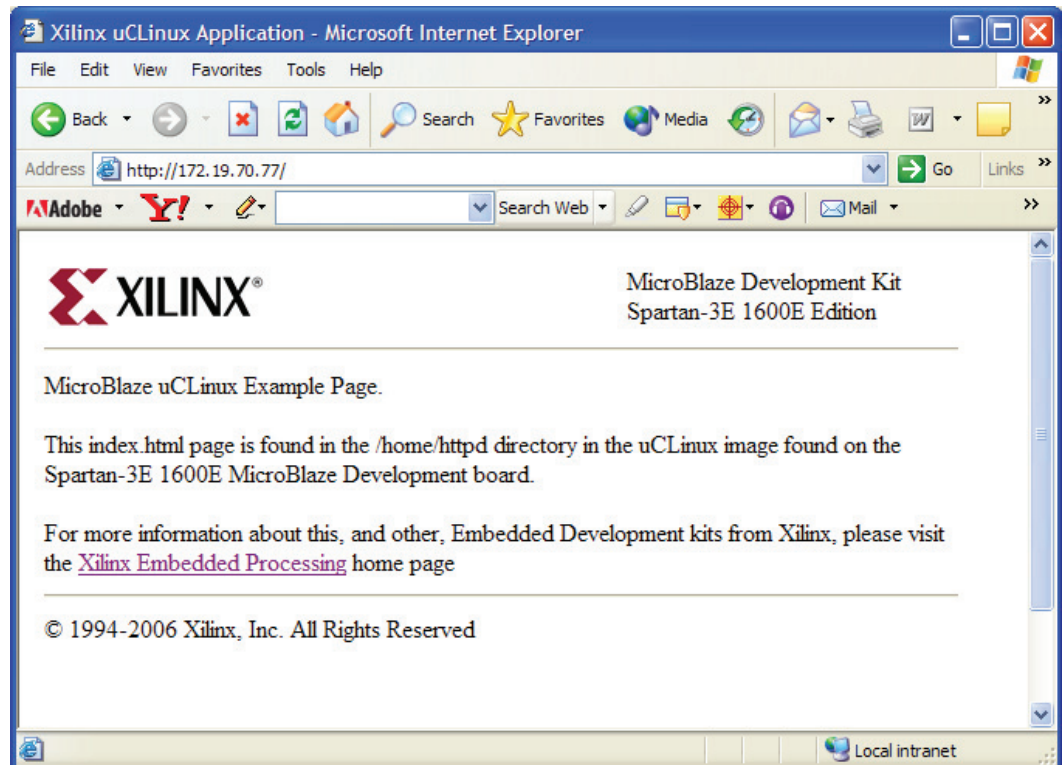 Xilinx uCLinux Application - Microsoft Internet Explorer
File Edit View Favorites Tools Help
Back Search Favorites Media W »
Address http://172.19.70.77/ Go Links »
Adobe Y! Search Web Mail »
XILINX®
MicroBlaze Development Kit
Spartan-3E 1600E Edition
MicroBlaze uCLinux Example Page.
This index.html page is found in the /home/httpd directory in the uCLinux image found on the
Spartan-3E 1600E MicroBlaze Development board.
For more information about this, and other, Embedded Development kits from Xilinx, please visit
the Xilinx Embedded Processing home page
© 1994-2006 Xilinx, Inc. All Rights Reserved
Local intranet